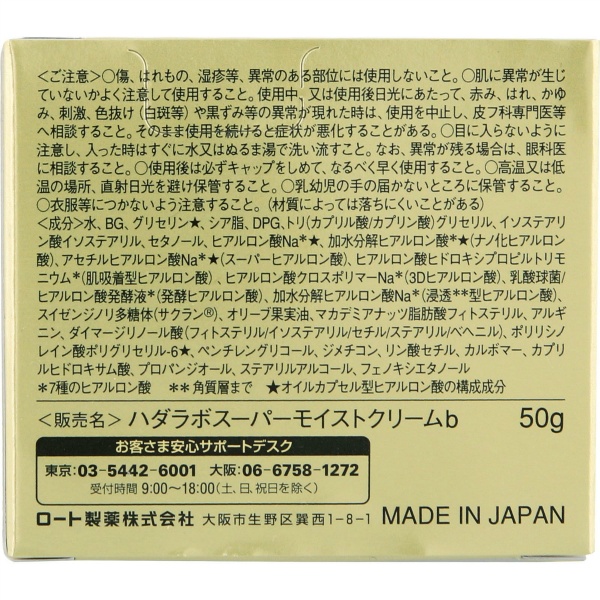 ＜ご注意＞○傷、はれもの、湿疹等、異常のある部位には使用しないこと。○肌に異常が生じ
ていないかよく注意して使用すること。使用中、又は使用後日光にあたって、赤み、はれ、かゆ
み、刺激、色抜け（白斑等）や黒ずみ等の異常が現れた時は、使用を中止し、皮フ科専門医等
へ相談すること。そのまま使用を続けると症状が悪化することがある。○目に入らないように
注意し、入った時はすぐに水又はぬるま湯で洗い流すこと。なお、異常が残る場合は、眼科医
に相談すること。○使用後は必ずキャップをしめて、なるべく早く使用すること。○高温又は低
温の場所、直射日光を避け保管すること。○乳幼児の手の届かないところに保管すること。
○衣服等につかないよう注意すること。（材質によっては落ちにくいことがある）
＜成分＞水、BG、グリセリン★、シア脂、DPG、トリ(カプリル酸/カプリン酸)グリセリル、イソステアリ
ン酸イソステアリル、セタノール、ヒアルロン酸Na*★、加水分解ヒアルロン酸*★(ナノ化ヒアルロン
酸)、アセチルヒアルロン酸Na*★(スーパーヒアルロン酸)、ヒアルロン酸ヒドロキシプロピルトリモ
ニウム*(肌吸着型ヒアルロン酸)、ヒアルロン酸クロスポリマーNa*(3Dヒアルロン酸)、乳酸球菌/
ヒアルロン酸発酵液*(発酵ヒアルロン酸)、加水分解ヒアルロン酸Na*(浸透**型ヒアルロン酸)、
スイゼンジノリ多糖体(サクラン®)、オリーブ果実油、マカデミアナッツ脂肪酸フィトステリル、アルギ
ニン、ダイマージリノール酸(フィトステリル/イソステアリル/セチル/ステアリル/ベヘニル)、ポリリシノ
レイン酸ポリグリセリル-6★、ペンチレングリコール、ジメチコン、リン酸セチル、カルボマー、カプリ
ルヒドロキサム酸、プロパンジオール、ステアリルアルコール、フェノキシエタノール
*7種のヒアルロン酸 **角質層まで ★オイルカプセル型ヒアルロン酸の構成成分
＜販売名＞ハダラボスーパーモイストクリームb 50g
お客さま安心サポートデスク
東京:03-5442-6001 大阪:06-6758-1272
受付時間 9:00〜18:00(土、日、祝日を除く)
ロート製薬株式会社 大阪市生野区巽西1-8-1 MADE IN JAPAN